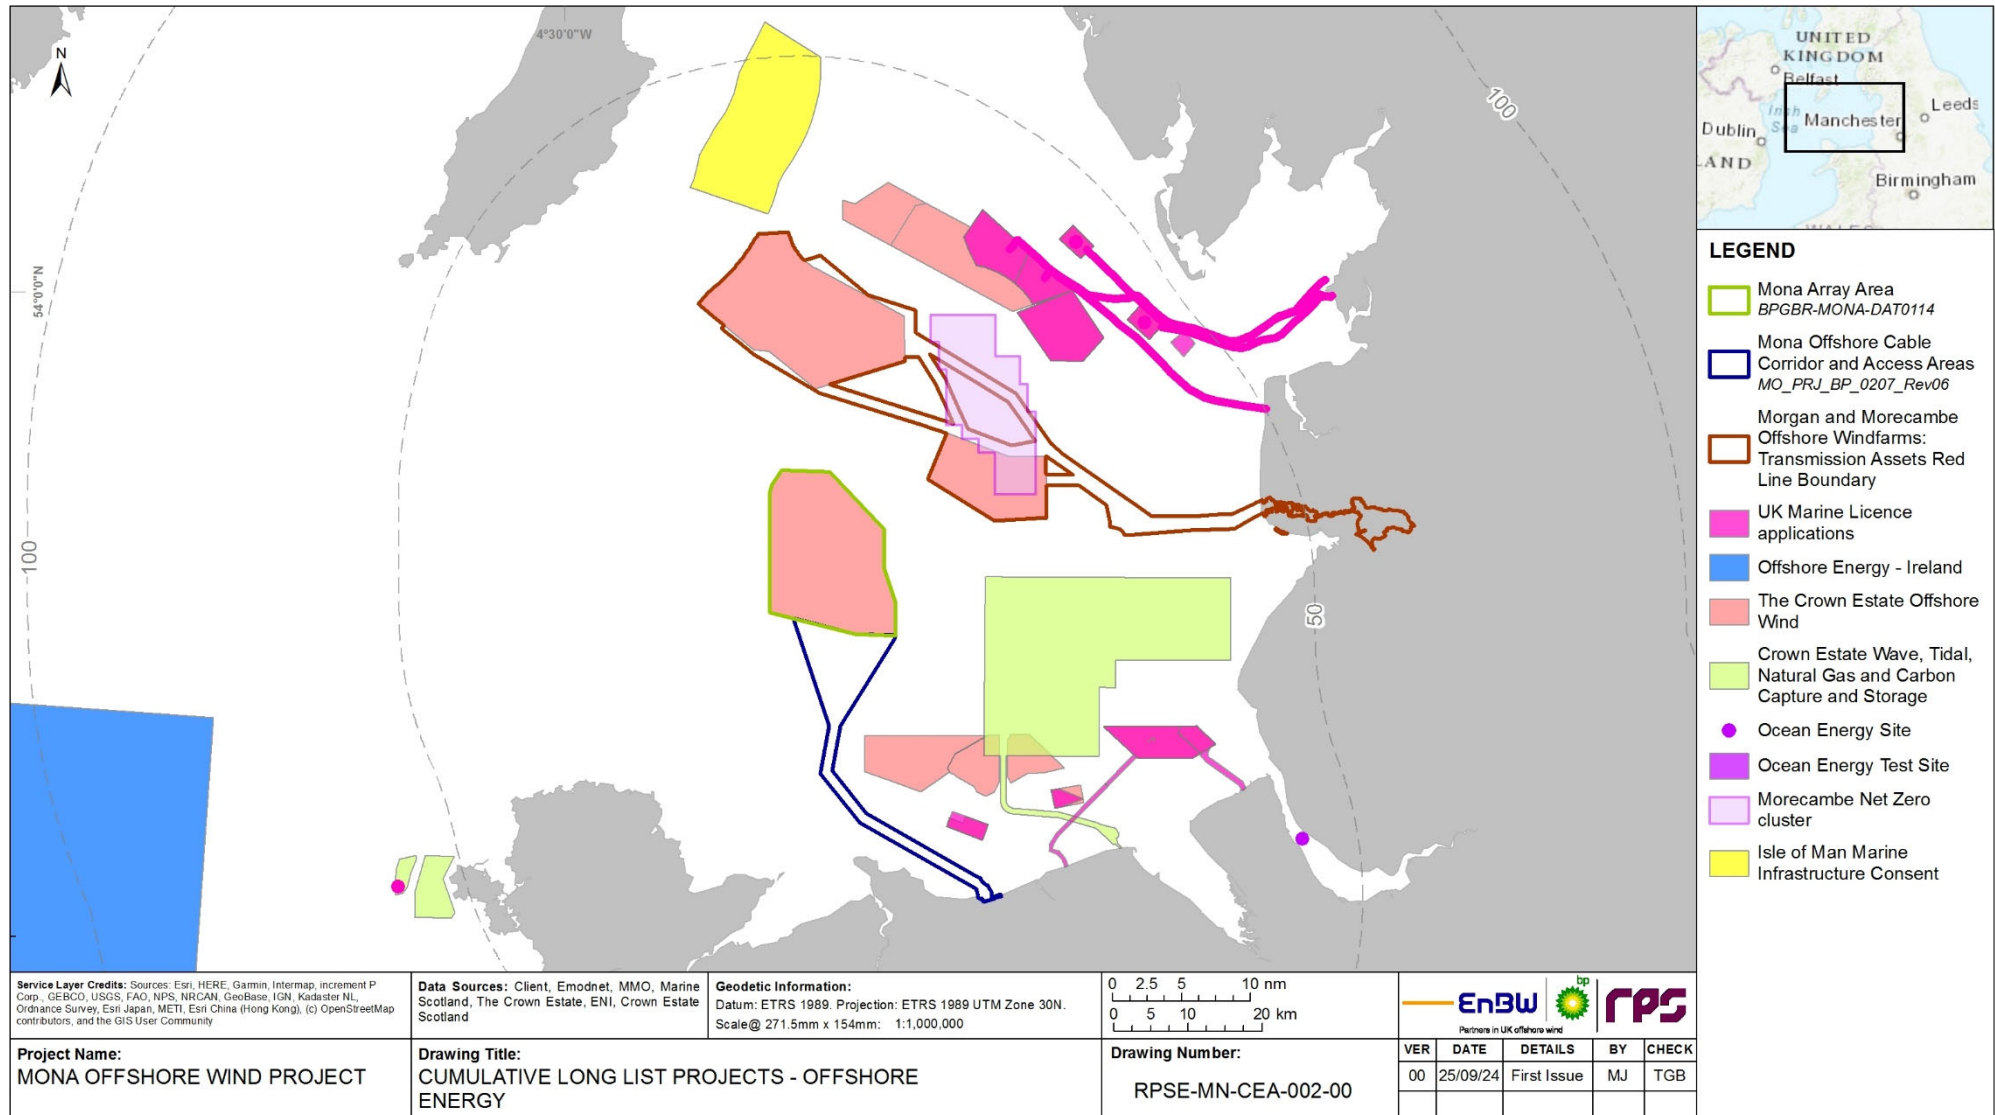 N
4°30'0"W
54°0'0"N
100
100
50
UNITED
KINGDOM
Belfast
Irish
Sea
Leeds
Manchester
Dublin
LAND
Birmingham
WALES
LEGEND
Mona Array Area
BPGBR-MONA-DAT0114
Mona Offshore Cable
Corridor and Access Areas
MO_PRJ_BP_0207_Rev06
Morgan and Morecambe
Offshore Windfarms:
Transmission Assets Red
Line Boundary
UK Marine Licence
applications
Offshore Energy - Ireland
The Crown Estate Offshore
Wind
Crown Estate Wave, Tidal,
Natural Gas and Carbon
Capture and Storage
Ocean Energy Site
Ocean Energy Test Site
Morecambe Net Zero
cluster
Isle of Man Marine
Infrastructure Consent
Service Layer Credits: Sources: Esri, HERE, Garmin, Intermap, increment P
Corp., GEBCO, USGS, FAO, NPS, NRCAN, GeoBase, IGN, Kadaster NL,
Ordnance Survey, Esri Japan, METI, Esri China (Hong Kong), (c) OpenStreetMap
contributors, and the GIS User Community
Data Sources: Client, Emodnet, MMO, Marine
Scotland, The Crown Estate, ENI, Crown Estate
Scotland
Geodetic Information:
Datum: ETRS 1989. Projection: ETRS 1989 UTM Zone 30N.
Scale@ 271.5mm x 154mm: 1:1,000,000
0 2.5 5 10 nm
0 5 10 20 km
EnBW bp rps
Partners in UK offshore wind
Project Name:
MONA OFFSHORE WIND PROJECT
Drawing Title:
CUMULATIVE LONG LIST PROJECTS - OFFSHORE
ENERGY
Drawing Number:
RPSE-MN-CEA-002-00
VER DATE DETAILS BY CHECK
00 25/09/24 First Issue MJ TGB